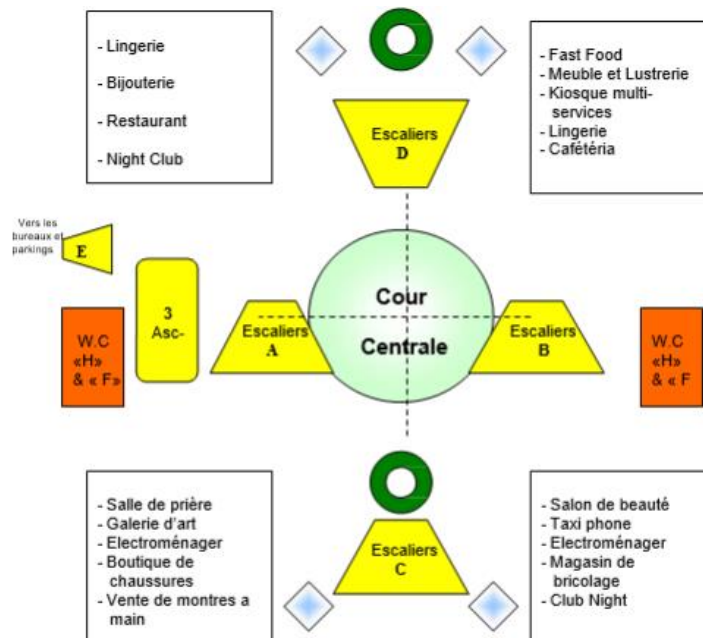 - Lingerie
- Bijouterie
- Restaurant
- Night Club
Escaliers
D
- Fast Food
- Meuble et Lustrerie
- Kiosque multi-
services
- Lingerie
- Cafétéria
Vers les
bureaux et
parkings
E
3
Asc-
W.C
«H»
& « F»
Escaliers
A
Cour
Centrale
Escaliers
B
W.C
«H»
& « F
- Salle de prière
- Galerie d'art
- Electroménager
- Boutique de
chaussures
- Vente de montres a
main
Escaliers
C
- Salon de beauté
- Taxi phone
- Electroménager
- Magasin de
bricolage
- Club Night